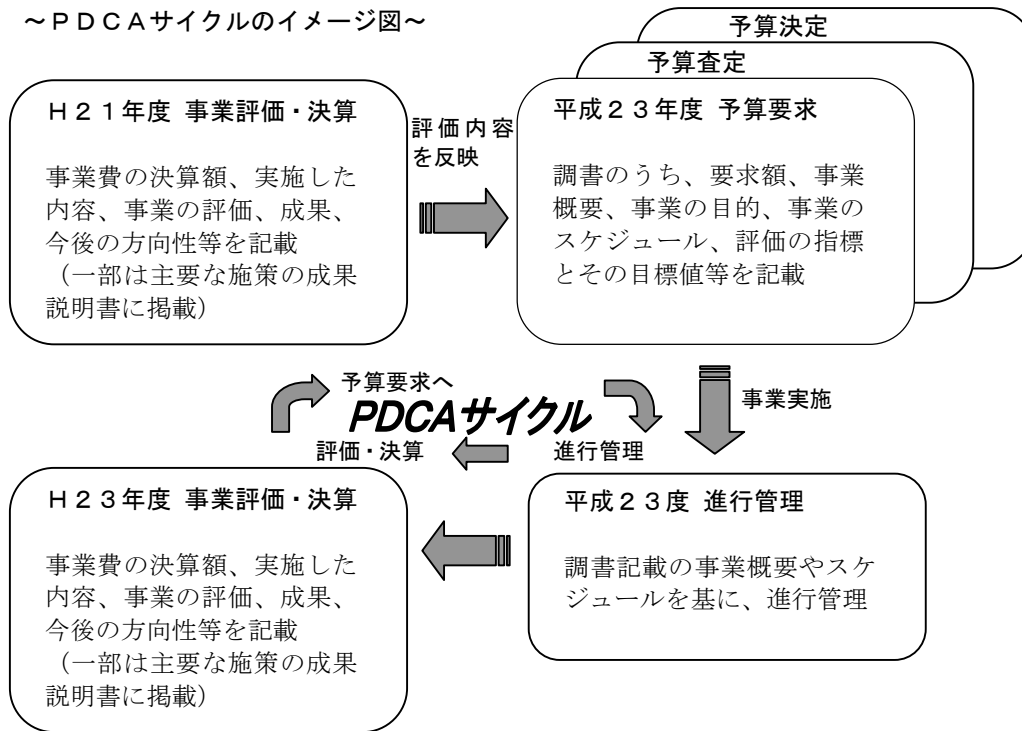 ～ＰＤＣＡサイクルのイメージ図～
予算決定
予算査定
Ｈ２１年度 事業評価・決算
事業費の決算額、実施した
内容、事業の評価、成果、
今後の方向性等を記載
（一部は主要な施策の成果
説明書に掲載）
評価内容
を反映
平成２３年度 予算要求
調書のうち、要求額、事業
概要、事業の目的、事業の
スケジュール、評価の指標
とその目標値等を記載
予算要求へ
PDCAサイクル
評価・決算
進行管理
事業実施
Ｈ２３年度 事業評価・決算
事業費の決算額、実施した
内容、事業の評価、成果、
今後の方向性等を記載
（一部は主要な施策の成果
説明書に掲載）
平成２３度 進行管理
調書記載の事業概要やスケ
ジュールを基に、進行管理